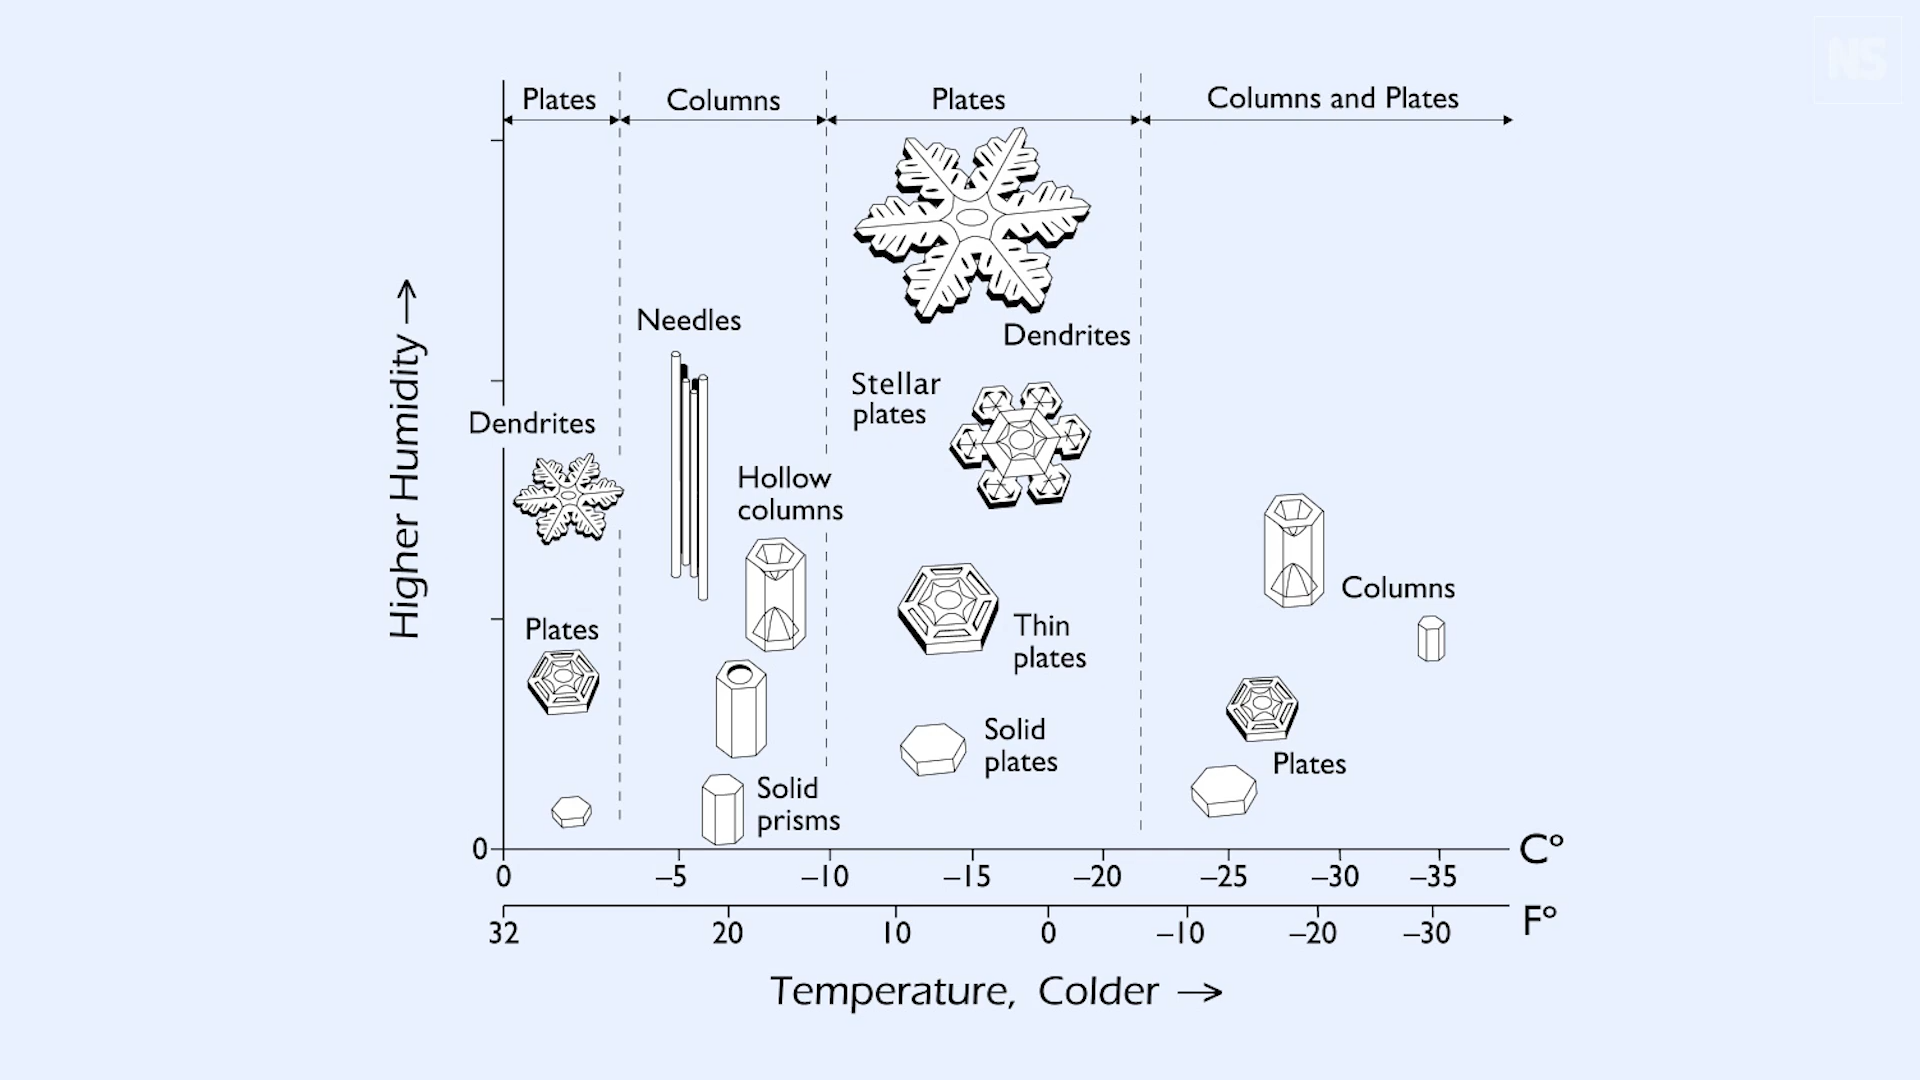 NS
Plates
Columns
Plates
Columns and Plates
Needles
Dendrites
Stellar
plates
Dendrites
Hollow
columns
Columns
Plates
Thin
plates
Solid
plates
Plates
Solid
prisms
Higher Humidity →
0
C°
0
–5
–10
–15
–20
–25
–30
–35
F°
32
20
10
0
–10
–20
–30
Temperature, Colder →